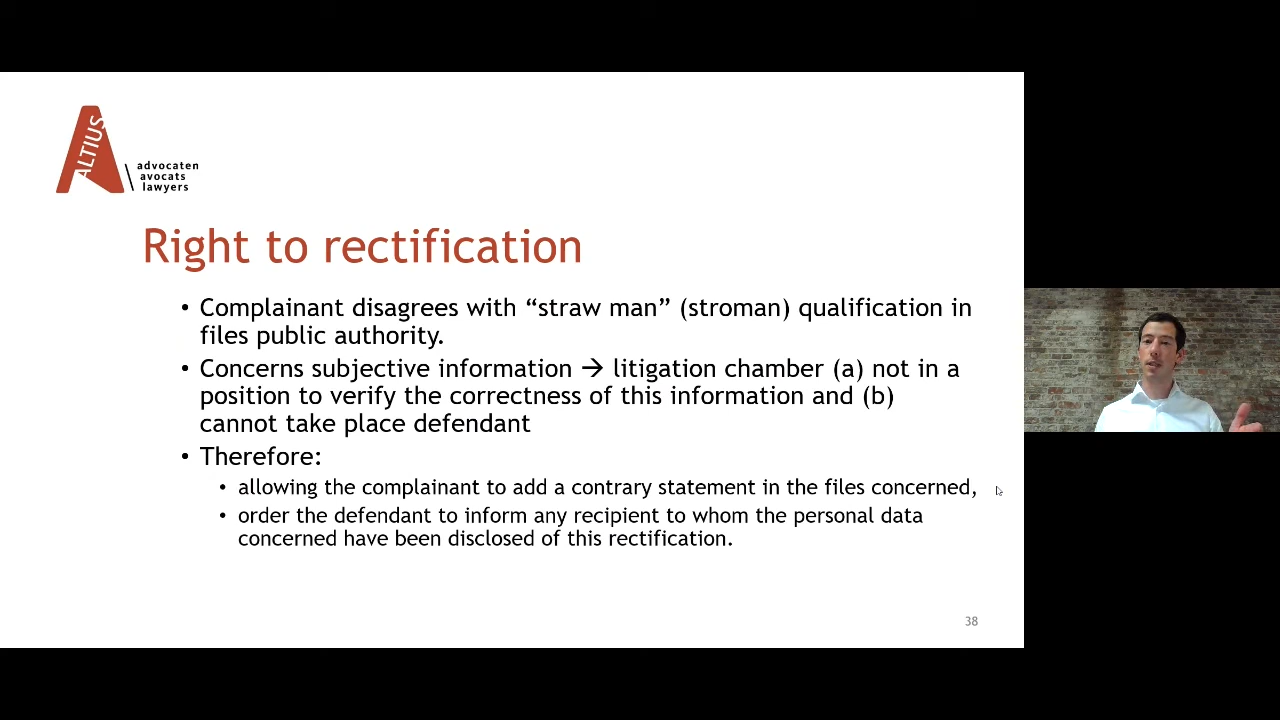 ALTIUS
advocaten
avocats
lawyers
Right to rectification
• Complainant disagrees with “straw man” (stroman) qualification in
files public authority.
• Concerns subjective information → litigation chamber (a) not in a
position to verify the correctness of this information and (b)
cannot take place defendant
• Therefore:
• allowing the complainant to add a contrary statement in the files concerned,
• order the defendant to inform any recipient to whom the personal data
concerned have been disclosed of this rectification.
38